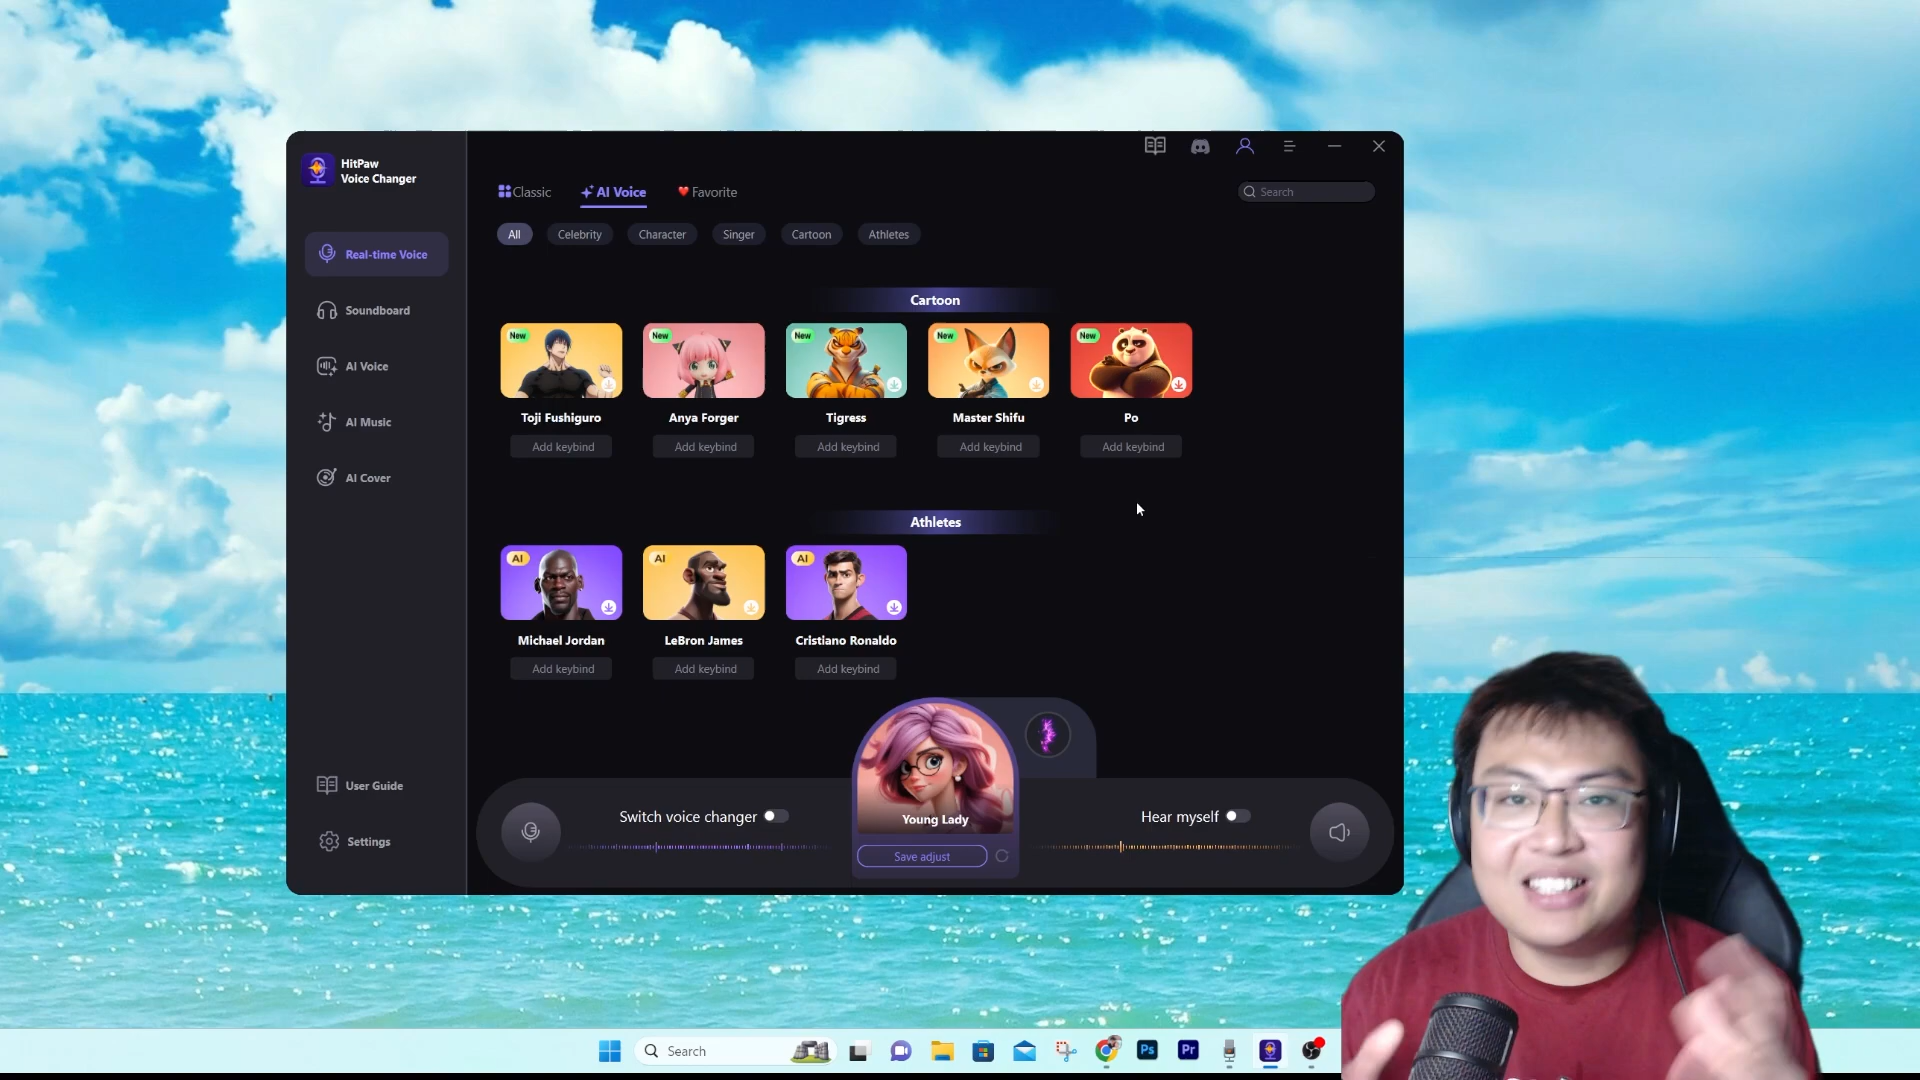 HitPaw
Voice Changer
Classic
AI Voice
Favorite
Search
All
Celebrity
Character
Singer
Cartoon
Athletes
Real-time Voice
Soundboard
AI Voice
AI Music
AI Cover
User Guide
Settings
Cartoon
New
New
New
New
New
Toji Fushiguro
Anya Forger
Tigress
Master Shifu
Po
Add keybind
Add keybind
Add keybind
Add keybind
Add keybind
Athletes
AI
AI
AI
Michael Jordan
LeBron James
Cristiano Ronaldo
Add keybind
Add keybind
Add keybind
Switch voice changer
Young Lady
Save adjust
Hear myself
Search
Ps
Pr